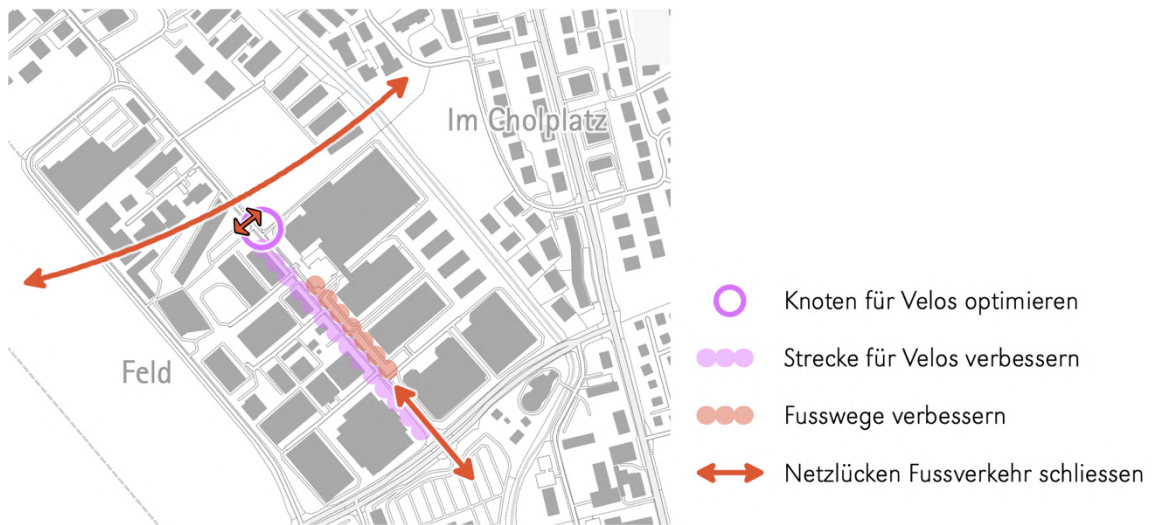 Im Cholplatz
Feld
Knoten für Velos optimieren
Strecke für Velos verbessern
Fusswege verbessern
Netzlücken Fussverkehr schliessen